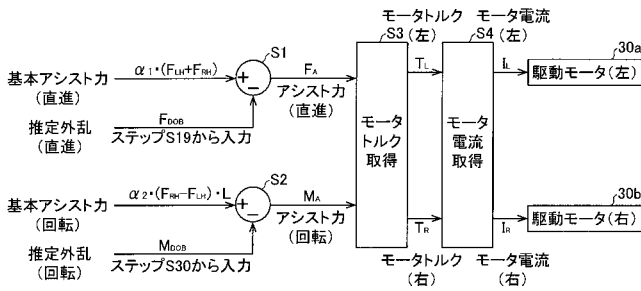 モータトルク
(左)
モータ電流
(左)
S1
S3
TL
S4
IL
30a
基本アシスト力
(直進)
α1・(FLH+FRH)
+
−
FA
アシスト力
(直進)
駆動モータ(左)
推定外乱
(直進)
FDOB
ステップS19から入力
モータ
トルク
取得
モータ
電流
取得
S2
基本アシスト力
(回転)
α2・(FRH−FLH)・L
+
−
MA
アシスト力
(回転)
TR
IR
30b
駆動モータ(右)
推定外乱
(回転)
MDOB
ステップS30から入力
モータトルク
(右)
モータ電流
(右)